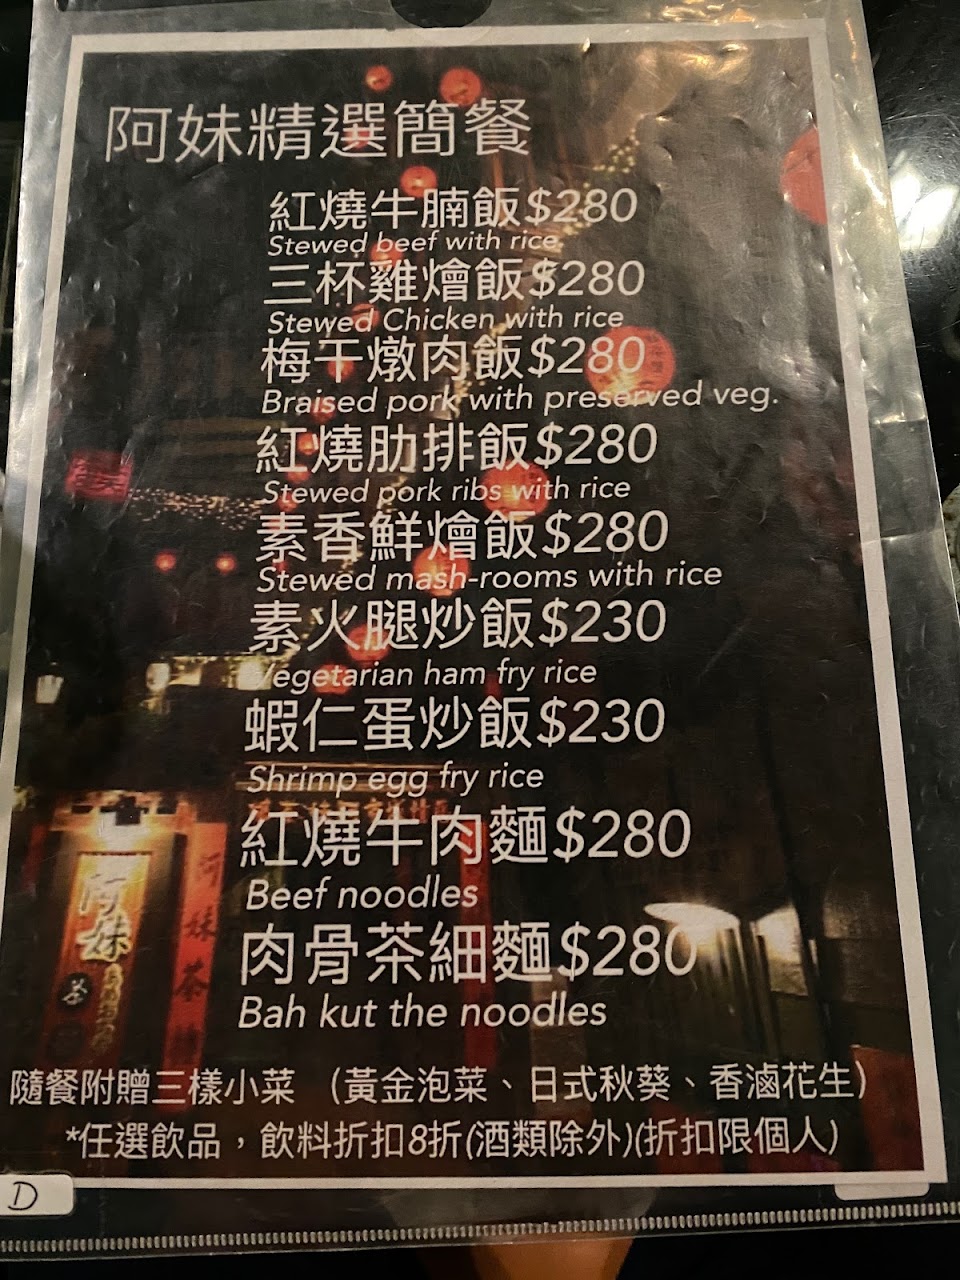 阿妹精選簡餐
紅燒牛腩飯$280
Stewed beef with rice
三杯雞燴飯$280
Stewed Chicken with rice
梅干燉肉飯$280
Braised pork with preserved veg.
紅燒肋排飯$280
Stewed pork ribs with rice
素香鮮燴飯$280
Stewed mash-rooms with rice
素火腿炒飯$230
Vegetarian ham fry rice
蝦仁蛋炒飯$230
Shrimp egg fry rice
紅燒牛肉麵$280
Beef noodles
肉骨茶細麵$280
Bah kut the noodles
阿妹
茶
阿妹茶
隨餐附贈三樣小菜 (黃金泡菜、日式秋葵、香滷花生)
*任選飲品，飲料折扣8折(酒類除外)(折扣限個人)
D